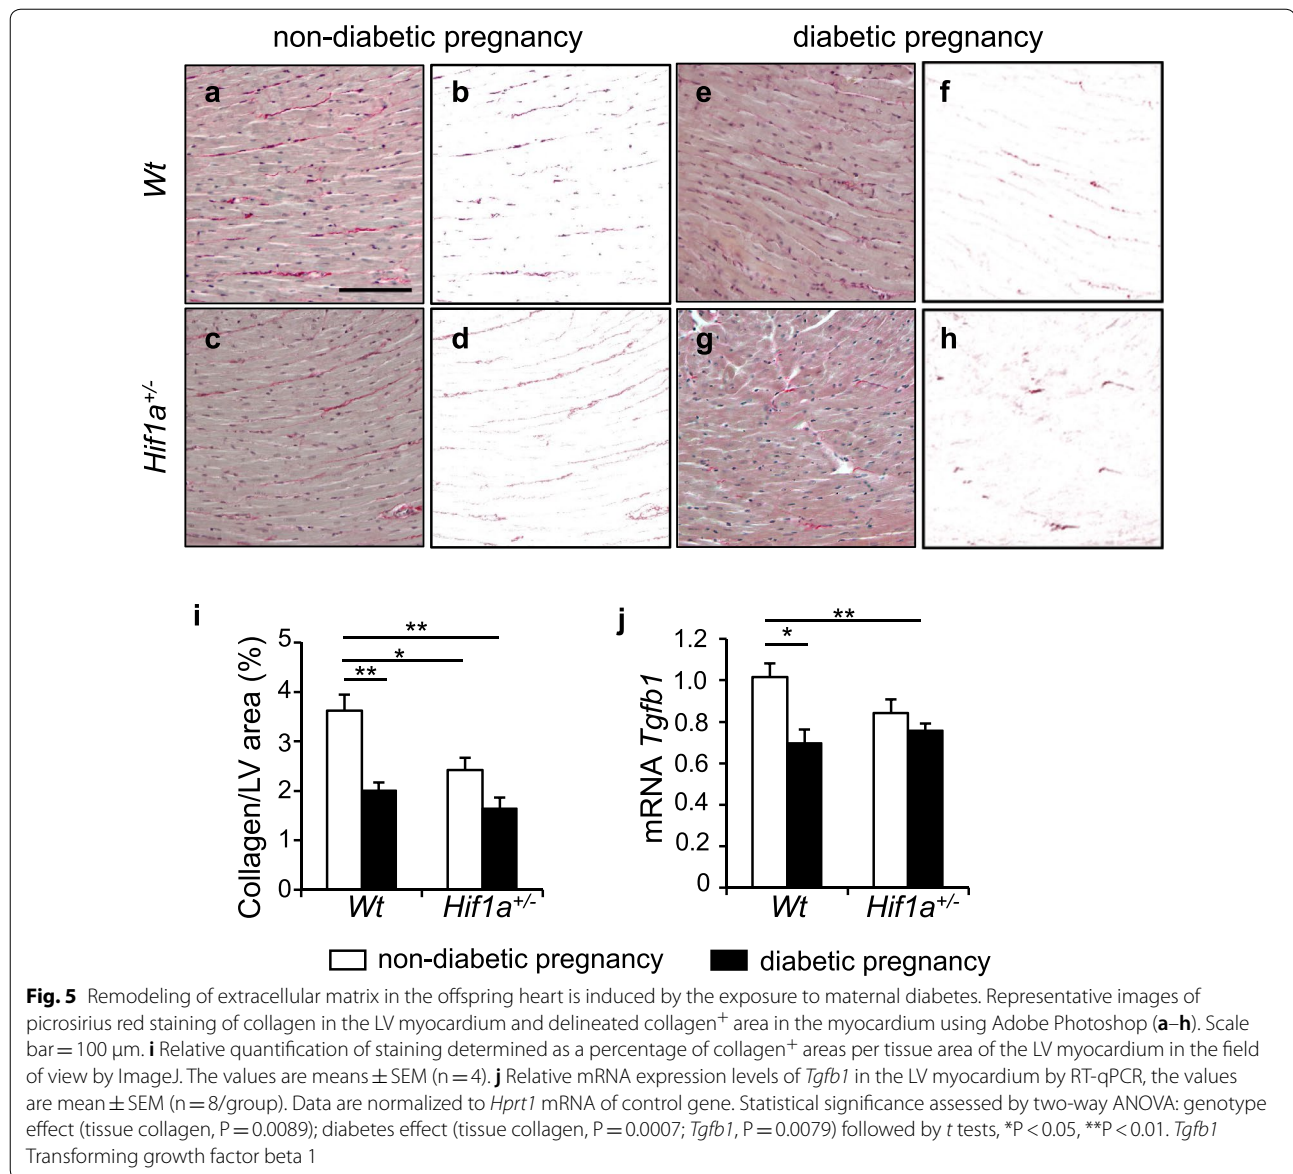 non-diabetic pregnancy
diabetic pregnancy
a
b
e
f
Wt
c
d
g
h
Hif1a+/-
i
Collagen/LV area (%)
5
4
3
2
1
0
**
*
**
Wt
Hif1a+/-
j
mRNA Tgfb1
1.2
1.0
0.8
0.6
0.4
0.2
0
**
*
Wt
Hif1a+/-
non-diabetic pregnancy
diabetic pregnancy
Fig. 5 Remodeling of extracellular matrix in the offspring heart is induced by the exposure to maternal diabetes. Representative images of
picrosirius red staining of collagen in the LV myocardium and delineated collagen+ area in the myocardium using Adobe Photoshop (a–h). Scale
bar = 100 µm. i Relative quantification of staining determined as a percentage of collagen+ areas per tissue area of the LV myocardium in the field
of view by ImageJ. The values are means ± SEM (n = 4). j Relative mRNA expression levels of Tgfb1 in the LV myocardium by RT-qPCR, the values
are mean ± SEM (n = 8/group). Data are normalized to Hprt1 mRNA of control gene. Statistical significance assessed by two-way ANOVA: genotype
effect (tissue collagen, P = 0.0089); diabetes effect (tissue collagen, P = 0.0007; Tgfb1, P = 0.0079) followed by t tests, *P < 0.05, **P < 0.01. Tgfb1
Transforming growth factor beta 1